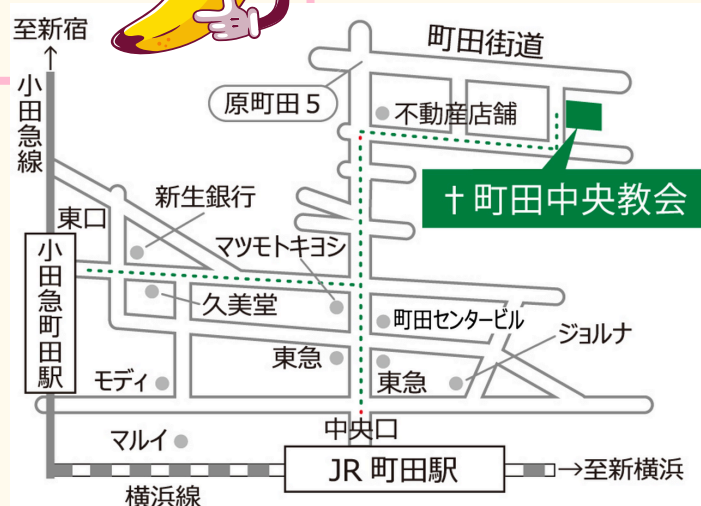 至新宿
町田街道
小田急線
原町田5
不動産店舗
†町田中央教会
新生銀行
東口
マツモトキヨシ
小田急町田駅
久美堂
町田センタービル
ジョルナ
東急
東急
モディ
中央口
マルイ
JR 町田駅
→至新横浜
横浜線